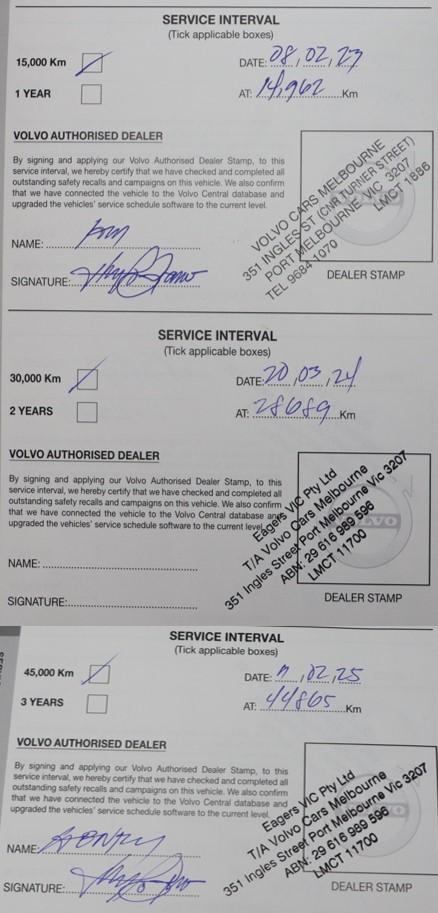 SERVICE INTERVAL
(Tick applicable boxes)
15,000 Km
DATE: 08,02,23
1 YEAR
AT: 14,962 Km
VOLVO AUTHORISED DEALER
By signing and applying our Volvo Authorised Dealer Stamp, to this
service interval, we hereby certify that we have checked and completed all
outstanding safety recalls and campaigns on this vehicle. We also confirm
that we have connected the vehicle to the Volvo Central database and
upgraded the vehicles' service schedule software to the current level.
VOLVO CARS MELBOURNE
351 INGLES ST (CNR TURNER STREET)
PORT MELBOURNE VIC 3207
TEL 9684 1070 LMCT 1886
NAME:
SIGNATURE:
DEALER STAMP
SERVICE INTERVAL
(Tick applicable boxes)
30,000 Km
DATE: 20,03,24
2 YEARS
AT: 28689 Km
VOLVO AUTHORISED DEALER
By signing and applying our Volvo Authorised Dealer Stamp, to this
service interval, we hereby certify that we have checked and completed all
outstanding safety recalls and campaigns on this vehicle. We also confirm
that we have connected the vehicle to the Volvo Central database and
upgraded the vehicles' service schedule software to the current level.
Eagers VIC Pty Ltd
T/A Volvo Cars Melbourne
351 Ingles Street Port Melbourne Vic 3207
ABN: 29 616 989 596
LMCT 11700
VOLVO
NAME:
SIGNATURE:
DEALER STAMP
SERVICE INTERVAL
(Tick applicable boxes)
45,000 Km
DATE: ,02,25
3 YEARS
AT: 44865 Km
VOLVO AUTHORISED DEALER
By signing and applying our Volvo Authorised Dealer Stamp, to this
service interval, we hereby certify that we have checked and completed all
outstanding safety recalls and campaigns on this vehicle. We also confirm
that we have connected the vehicle to the Volvo Central database and
upgraded the vehicles' service schedule software to the current level.
Eagers VIC Pty Ltd
T/A Volvo Cars Melbourne
351 Ingles Street Port Melbourne Vic 3207
ABN: 29 616 989 596
LMCT 11700
NAME:
SIGNATURE:
DEALER STAMP